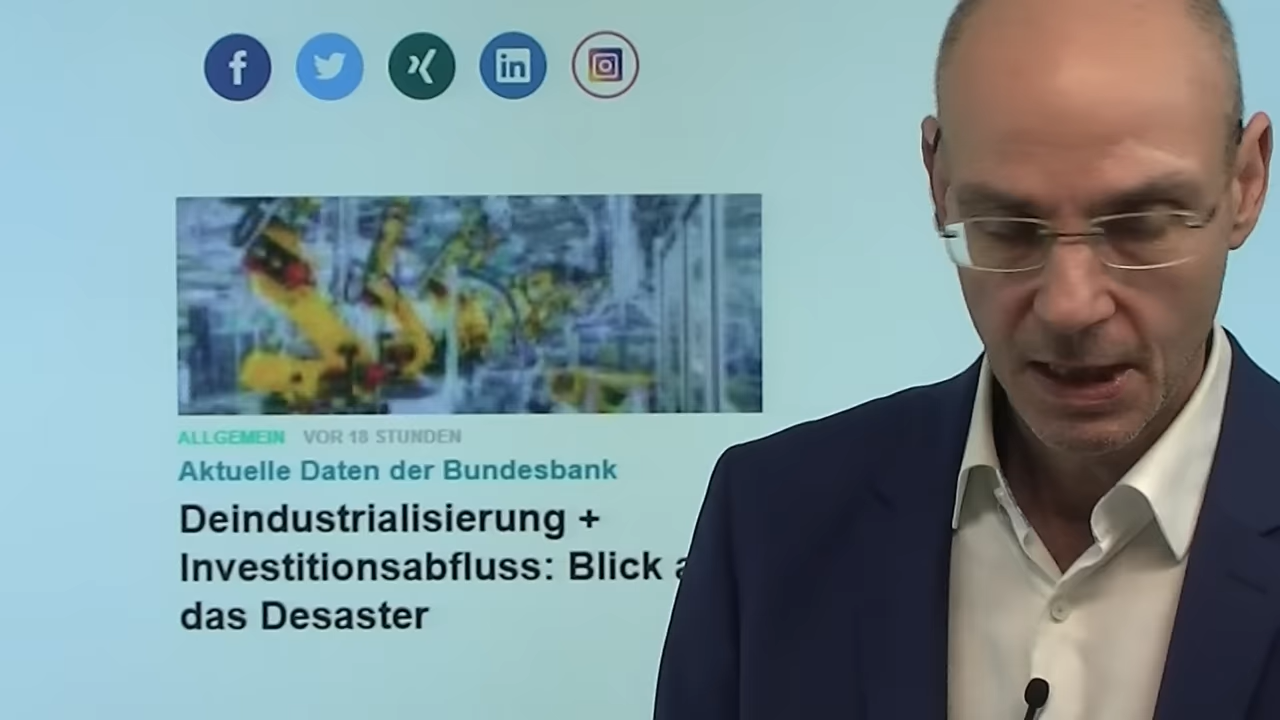 ALLGEMEIN VOR 18 STUNDEN
Aktuelle Daten der Bundesbank
Deindustrialisierung +
Investitionsabfluss: Blick
das Desaster